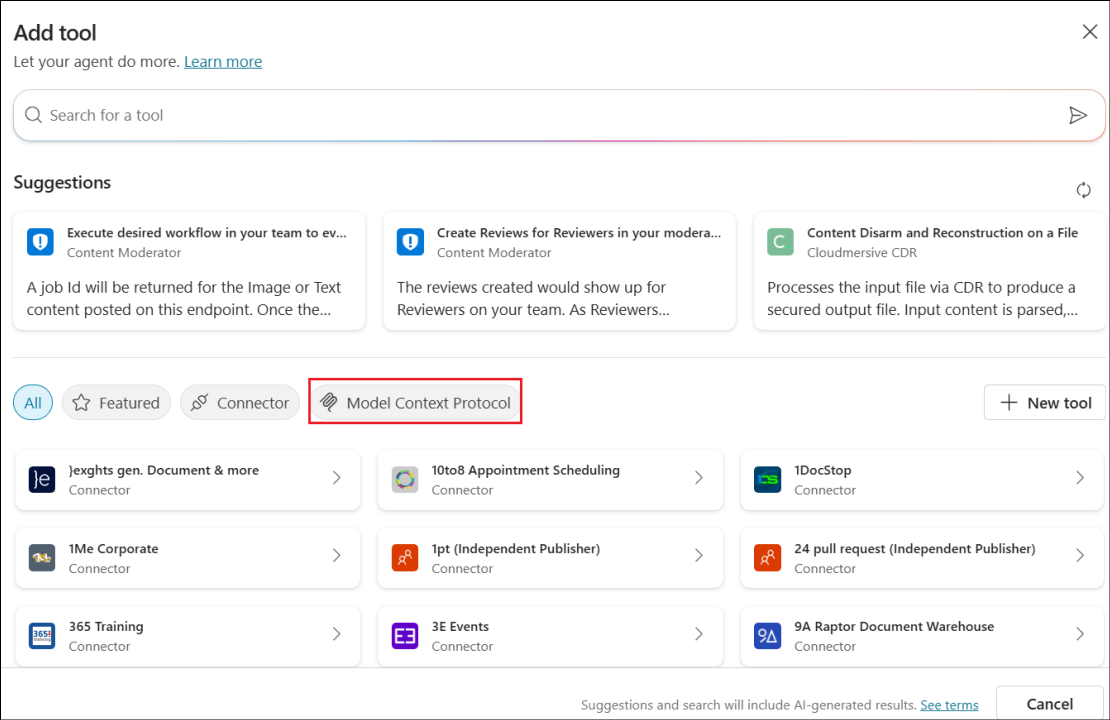 Add tool
Let your agent do more. Learn more
Search for a tool
Suggestions
Execute desired workflow in your team to ev...
Content Moderator
A job Id will be returned for the Image or Text
content posted on this endpoint. Once the...
Create Reviews for Reviewers in your modera...
Content Moderator
The reviews created would show up for
Reviewers on your team. As Reviewers...
Content Disarm and Reconstruction on a File
Cloudmersive CDR
C
Processes the input file via CDR to produce a
secured output file. Input content is parsed,...
All
Featured
Connector
Model Context Protocol
New tool
}e
}exghts gen. Document & more
Connector
10to8 Appointment Scheduling
Connector
1DocStop
Connector
1Me Corporate
Connector
1pt (Independent Publisher)
Connector
24 pull request (Independent Publisher)
Connector
365 Training
Connector
3E Events
Connector
9A Raptor Document Warehouse
Connector
Suggestions and search will include AI-generated results. See terms
Cancel